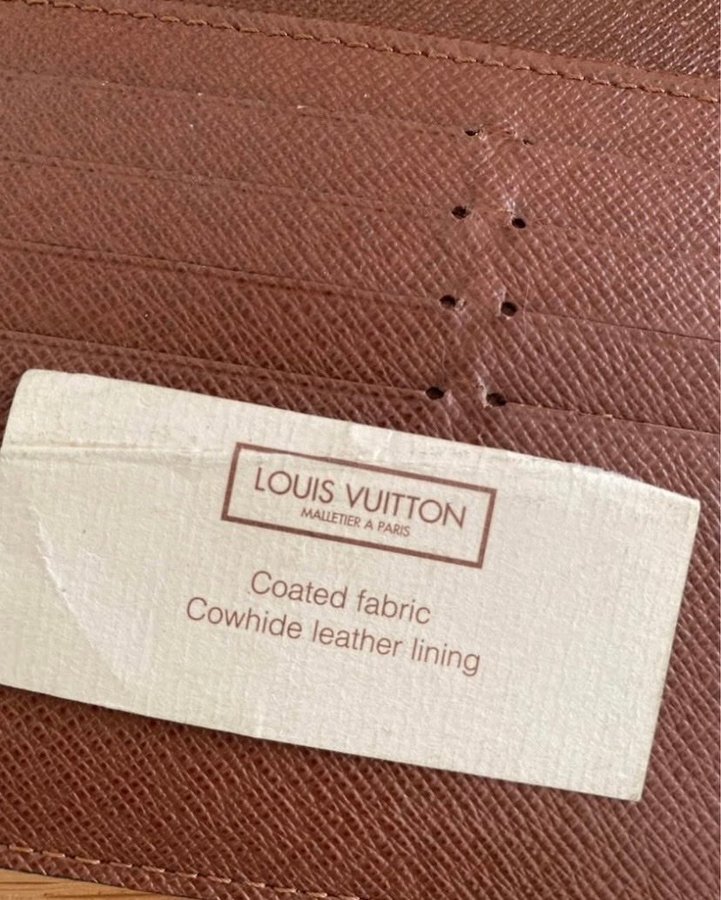 LOUIS VUITTON
MALLETIER A PARIS
Coated fabric
Cowhide leather lining